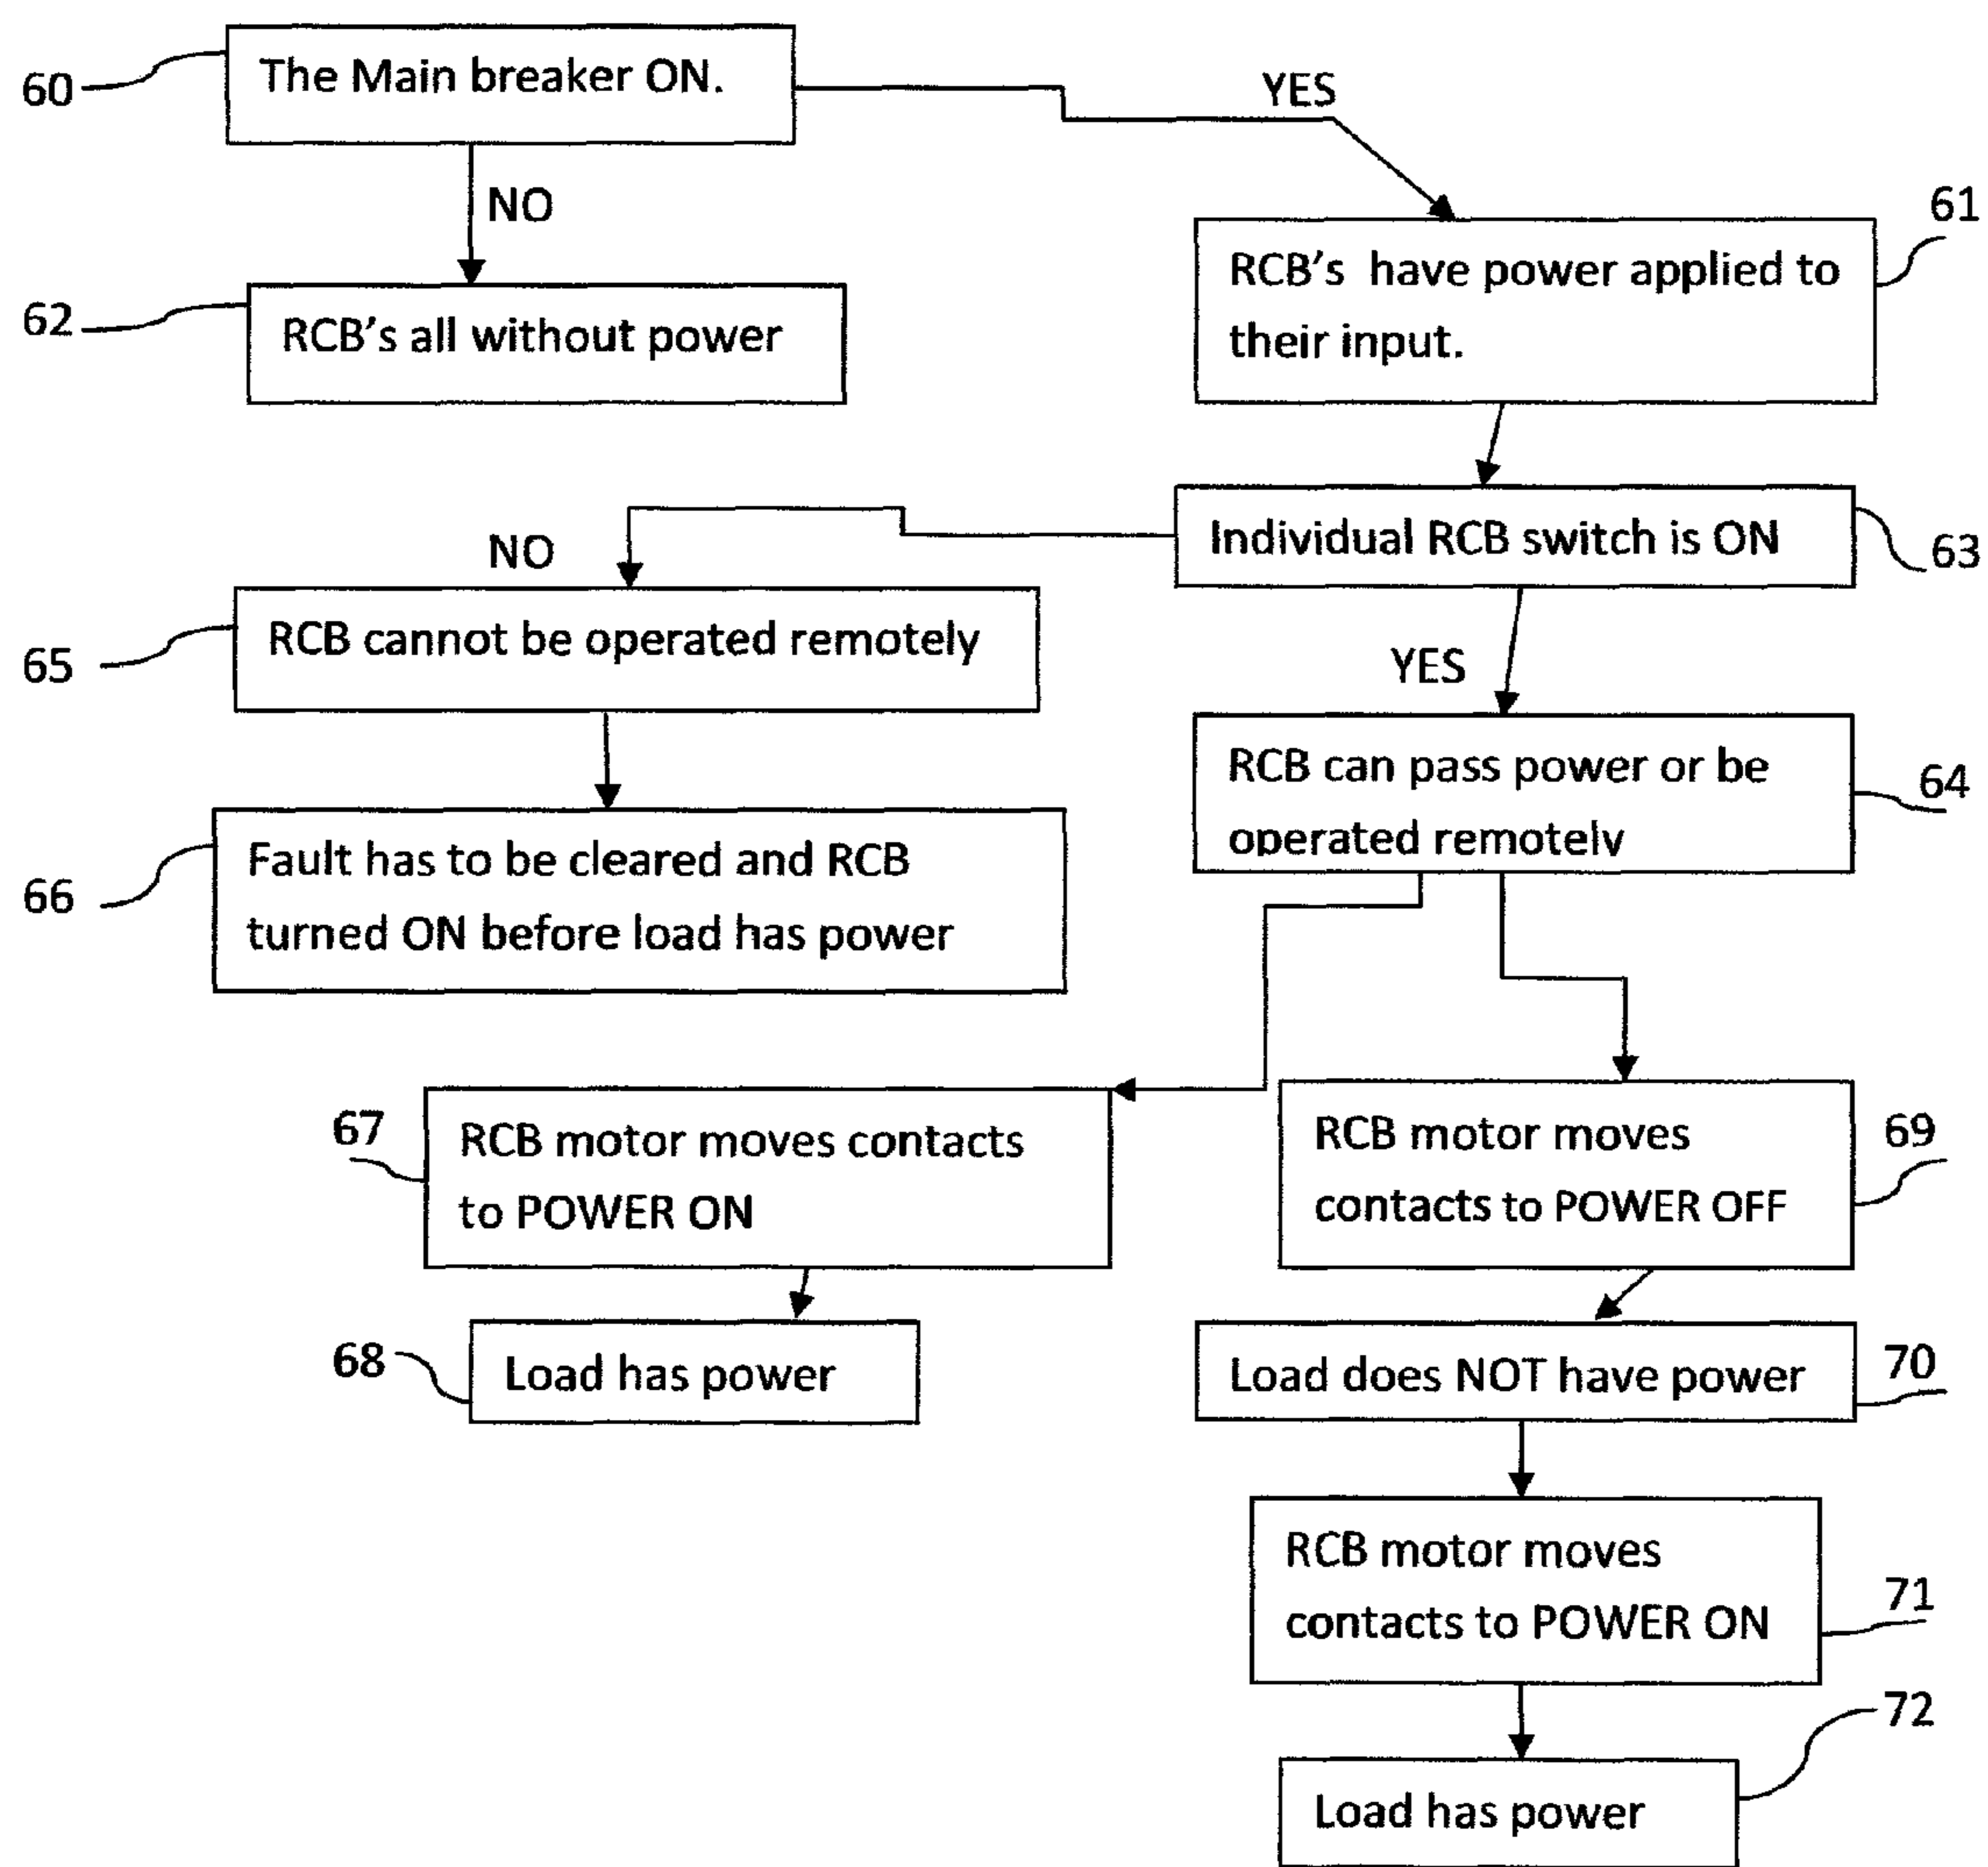 60
The Main breaker ON.
YES
NO
61
RCB's have power applied to
their input.
62
RCB's all without power
Individual RCB switch is ON
63
NO
65
RCB cannot be operated remotely
YES
RCB can pass power or be
operated remotely
64
66
Fault has to be cleared and RCB
turned ON before load has power
67
RCB motor moves contacts
to POWER ON
RCB motor moves
contacts to POWER OFF
69
68
Load has power
Load does NOT have power
70
RCB motor moves
contacts to POWER ON
71
72
Load has power